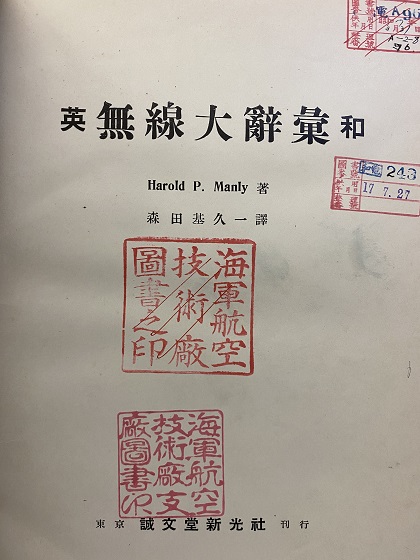 英 無線大辭彙 和
Harold P. Manly 著
森田基久一譯
海軍航空
技術廠
圖書之印
海軍航空
技術廠支
廠圖書印
東京 誠文堂新光社 刊行
243
17.7.27